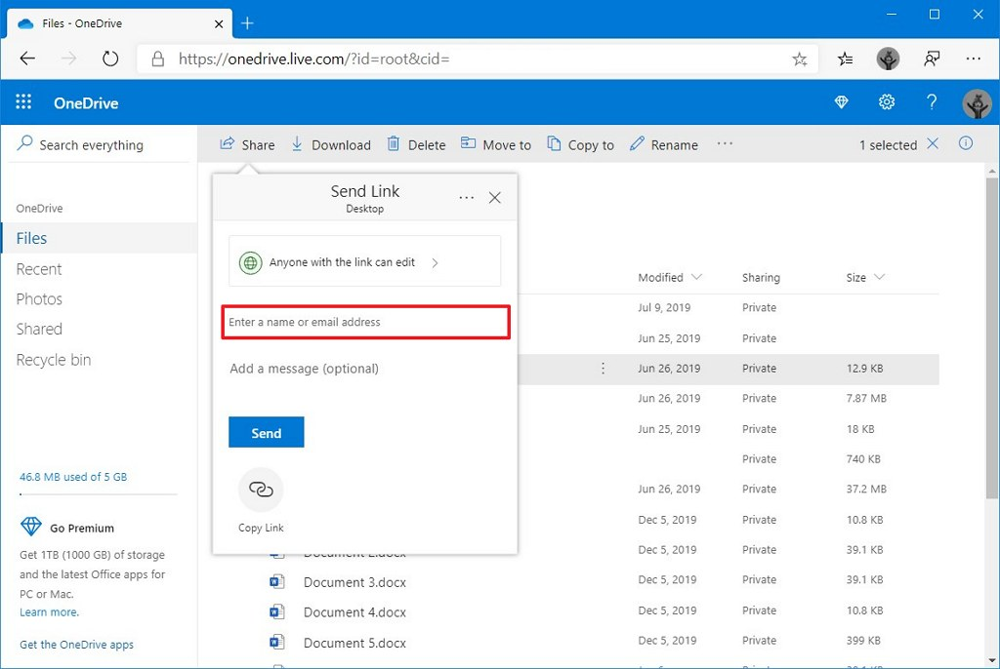 Files - OneDrive
https://onedrive.live.com/?id=root&cid=
OneDrive
?
Search everything
Share
Download
Delete
Move to
Copy to
Rename
1 selected
OneDrive
Files
Recent
Photos
Shared
Recycle bin
46.8 MB used of 5 GB
Go Premium
Get 1TB (1000 GB) of storage
and the latest Office apps for
PC or Mac.
Learn more.
Get the OneDrive apps
Send Link
Desktop
Anyone with the link can edit
Enter a name or email address
Add a message (optional)
Send
Copy Link
Modified Sharing Size
Jul 9, 2019 Private
Jun 25, 2019 Private
Jun 26, 2019 Private 12.9 KB
Jun 26, 2019 Private 7.87 MB
Jun 25, 2019 Private 18 KB
Private 740 KB
Jun 26, 2019 Private 37.2 MB
Dec 5, 2019 Private 10.8 KB
Document 2.docx Dec 5, 2019 Private 39.1 KB
Document 3.docx Dec 5, 2019 Private 39.1 KB
Document 4.docx Dec 5, 2019 Private 10.8 KB
Document 5.docx Dec 5, 2019 Private 399 KB